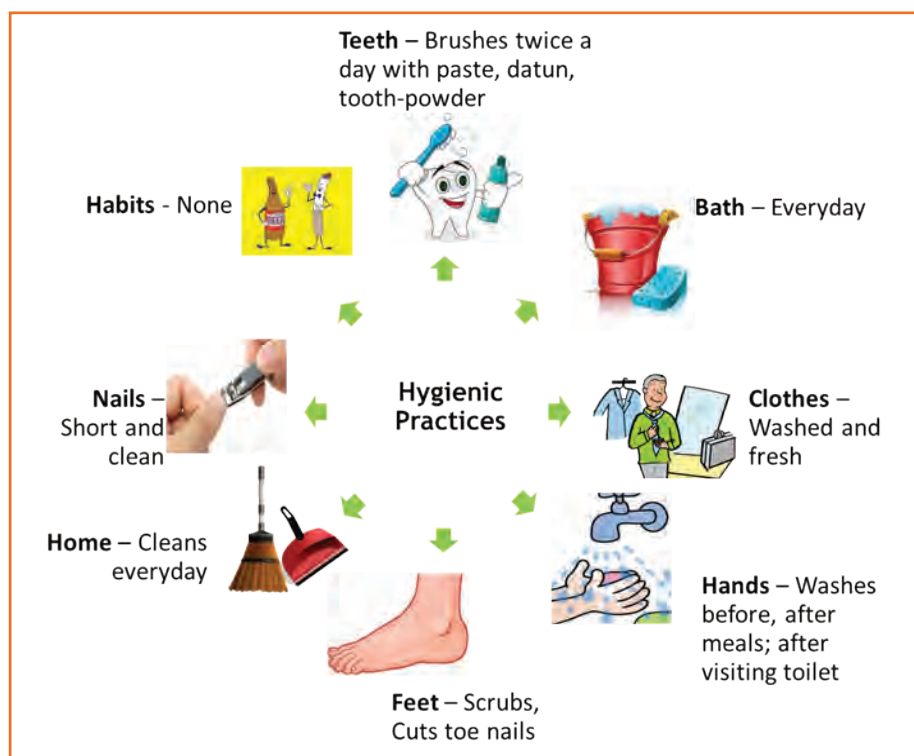 Teeth – Brushes twice a
day with paste, datun,
tooth-powder
Habits - None
BEER
Bath – Everyday
Nails –
Short and
clean
Hygienic
Practices
Clothes –
Washed and
fresh
Home – Cleans
everyday
Hands – Washes
before, after
meals; after
visiting toilet
Feet – Scrubs,
Cuts toe nails